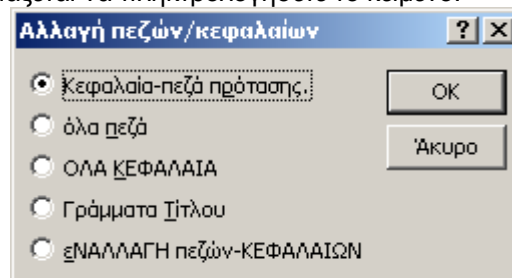 Αλλαγή πεζών/κεφαλαίων
Κεφαλαία-πεζά πρότασης.
OK
όλα πεζά
Άκυρο
ΟΛΑ ΚΕΦΑΛΑΙΑ
Γράμματα Τίτλου
εΝΑΛΛΑΓΗ πεζών-ΚΕΦΑΛΑΙΩΝ